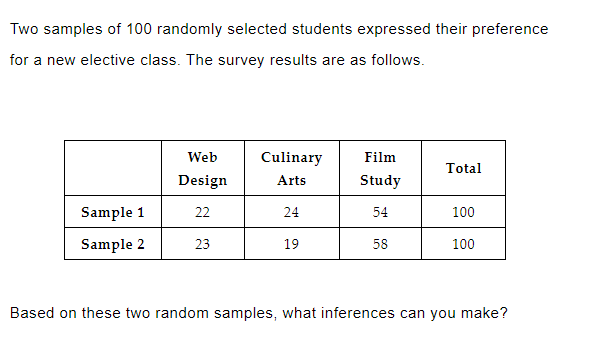 Two samples of 100 randomly selected students expressed their preference
for a new elective class. The survey results are as follows.
Web Design Culinary Arts Film Study Total
Sample 1 22 24 54 100
Sample 2 23 19 58 100
Based on these two random samples, what inferences can you make?